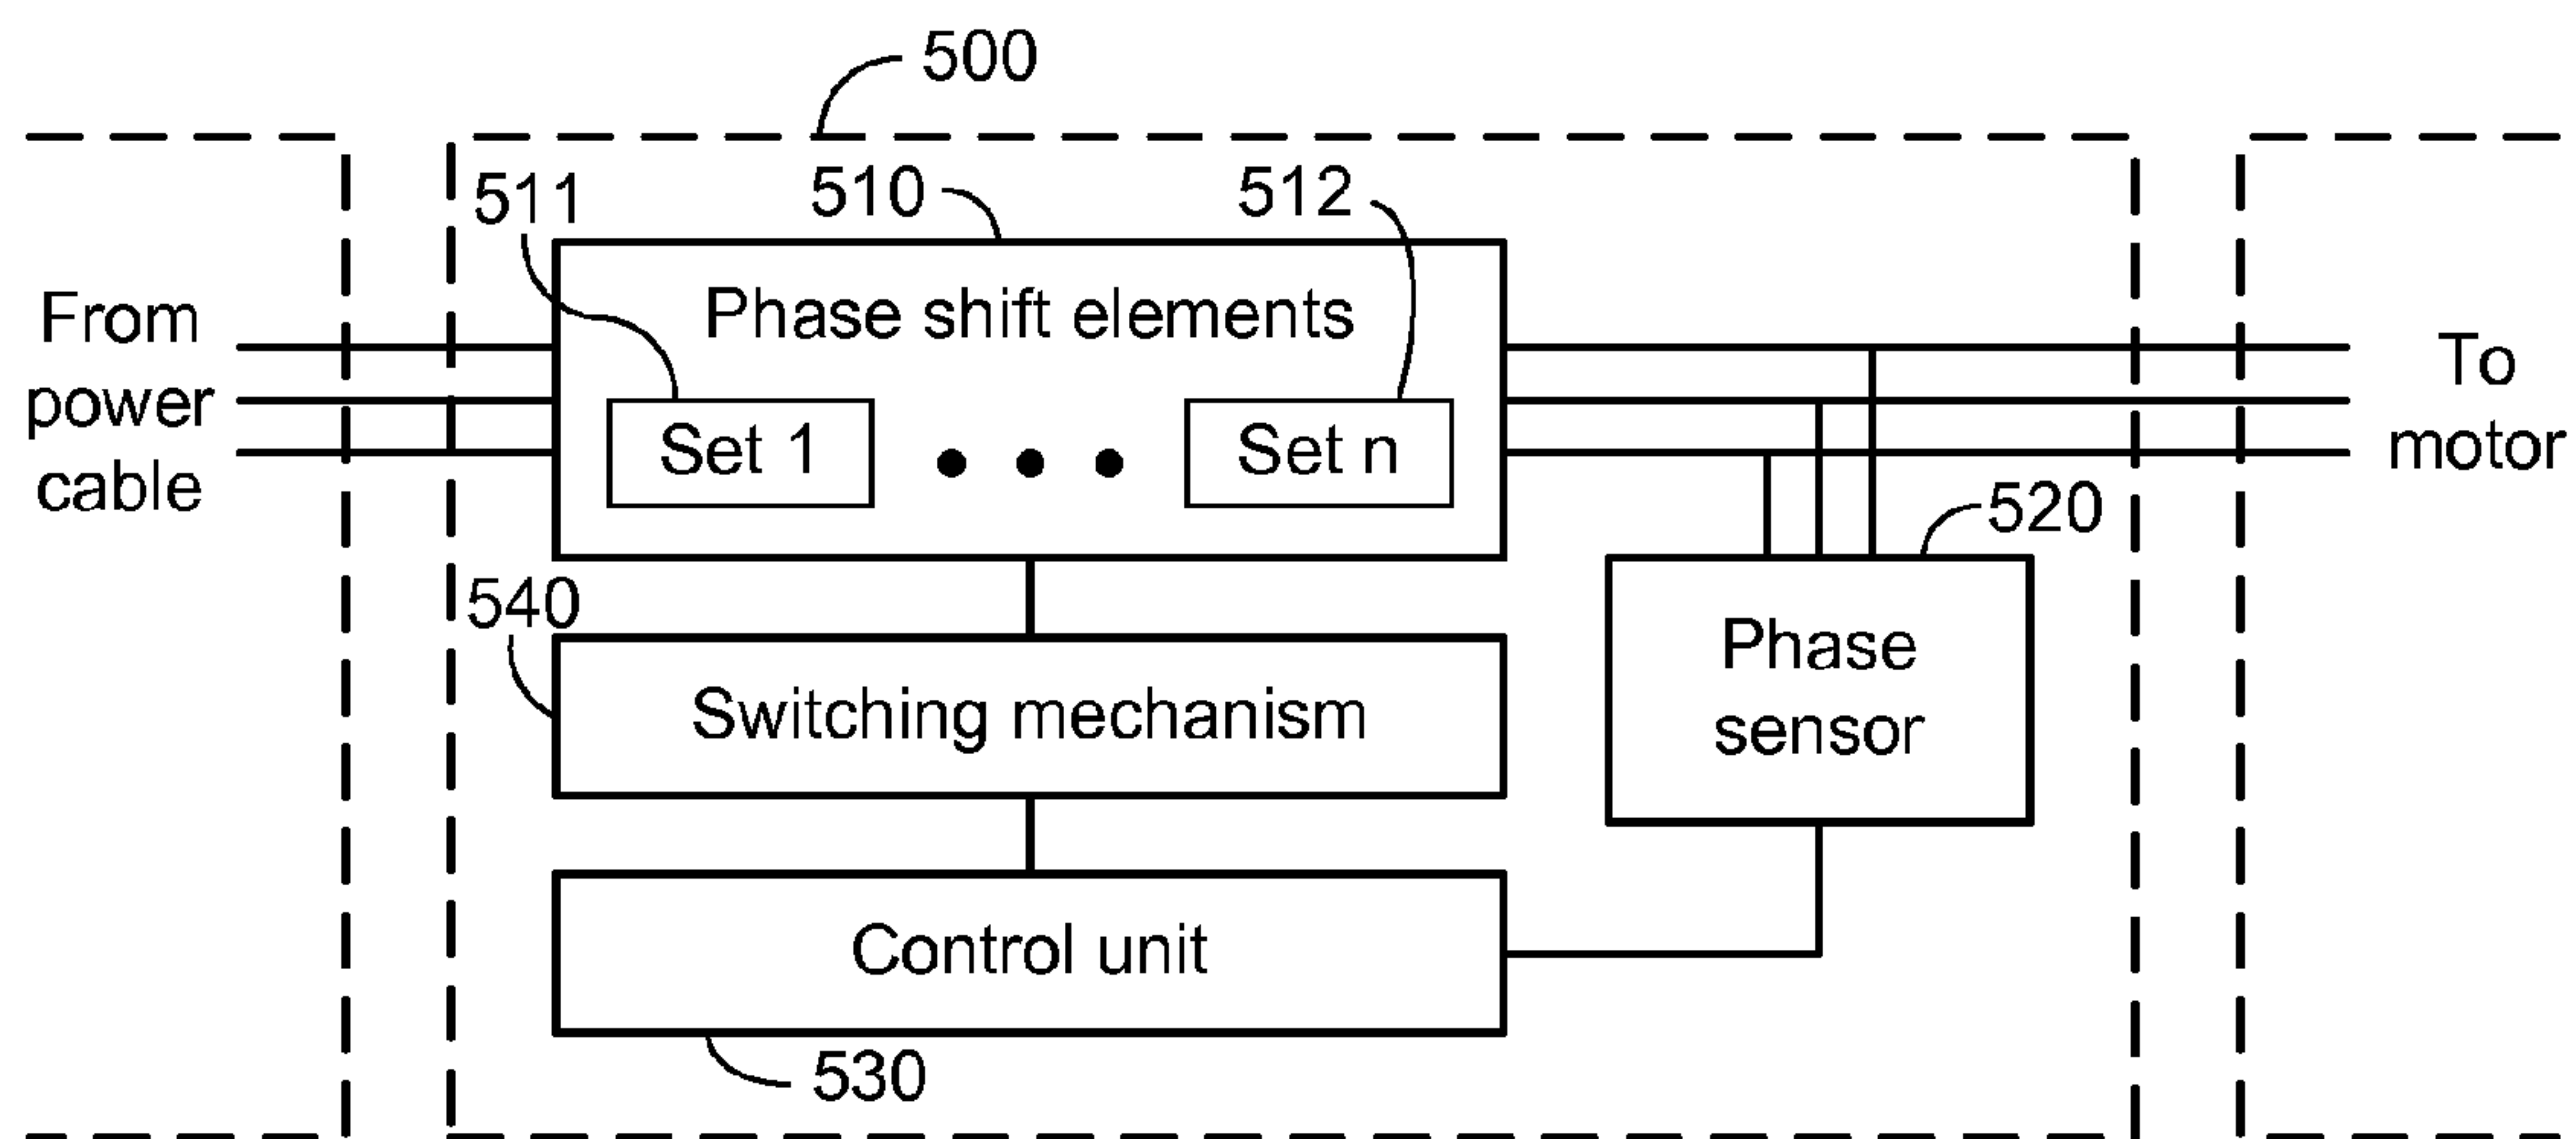 500
511
510
512
From
power
cable
Phase shift elements
Set 1
Set n
To
motor
520
540
Switching mechanism
Phase
sensor
Control unit
530